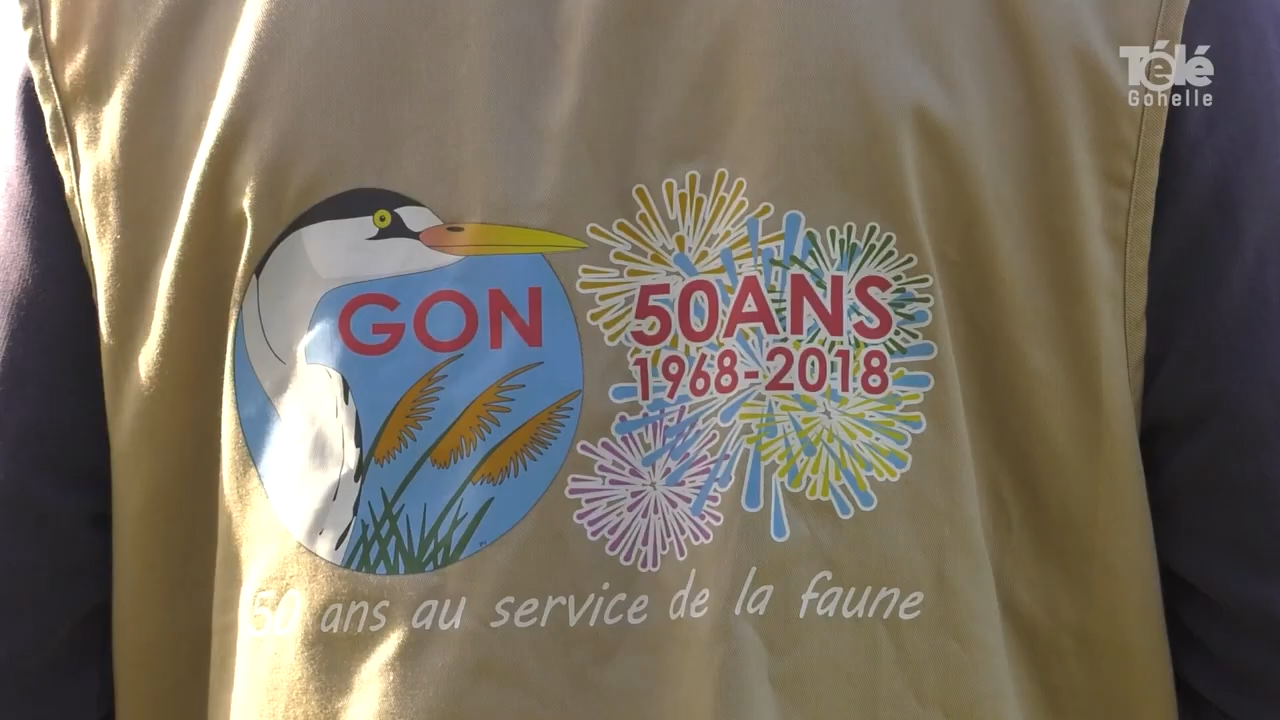 Télé
Gohelle
GON
50ANS
1968-2018
50 ans au service de la faune